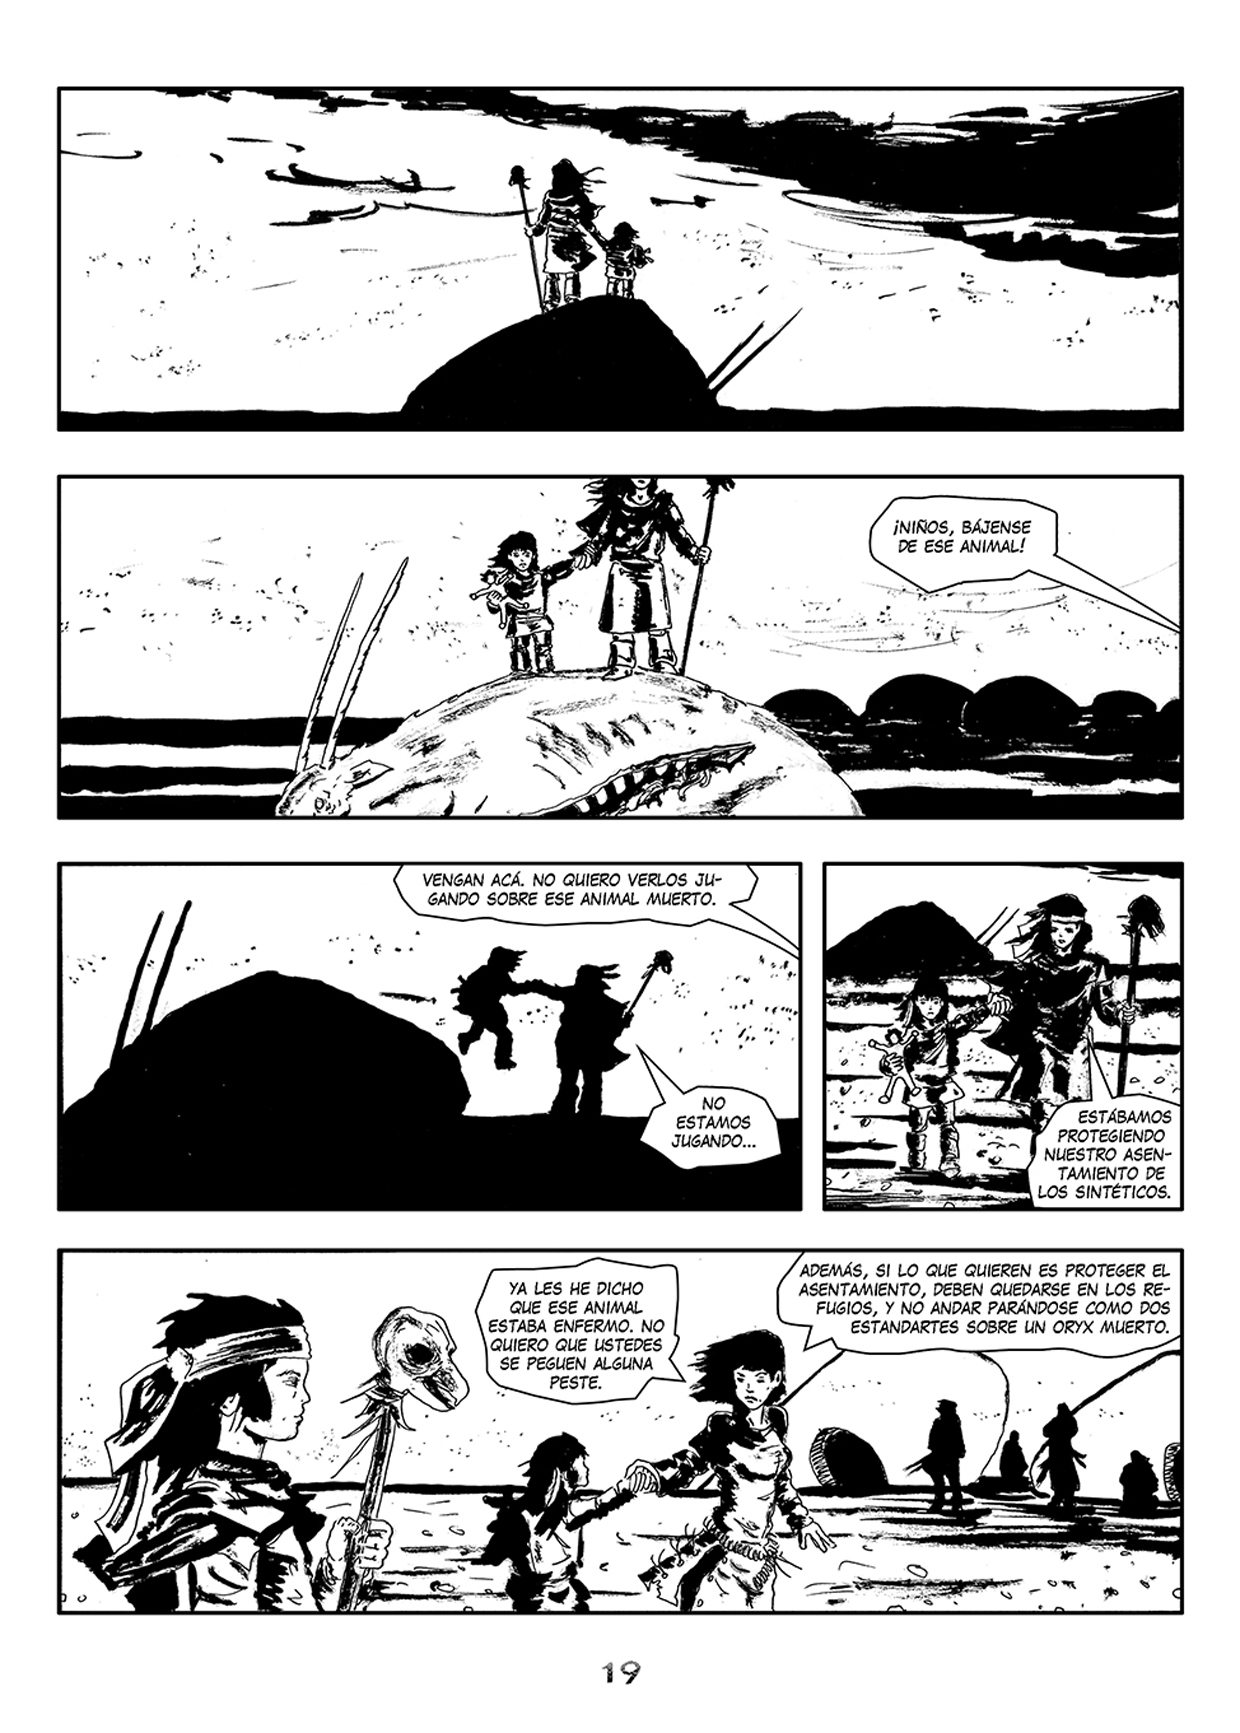 ¡NIÑOS, BÁJENSE
DE ESE ANIMAL!
VENGAN ACÁ. NO QUIERO VERLOS JU-
GANDO SOBRE ESE ANIMAL MUERTO.
NO
ESTAMOS
JUGANDO...
ESTÁBAMOS
PROTEGIENDO
NUESTRO ASEN-
TAMIENTO DE
LOS SINTÉTICOS.
YA LES HE DICHO
QUE ESE ANIMAL
ESTABA ENFERMO. NO
QUIERO QUE USTEDES
SE PEGUEN ALGUNA
PESTE.
ADEMÁS, SI LO QUE QUIEREN ES PROTEGER EL
ASENTAMIENTO, DEBEN QUEDARSE EN LOS RE-
FUGIOS, Y NO ANDAR PARÁNDOSE COMO DOS
ESTANDARTES SOBRE UN ORYX MUERTO.
19